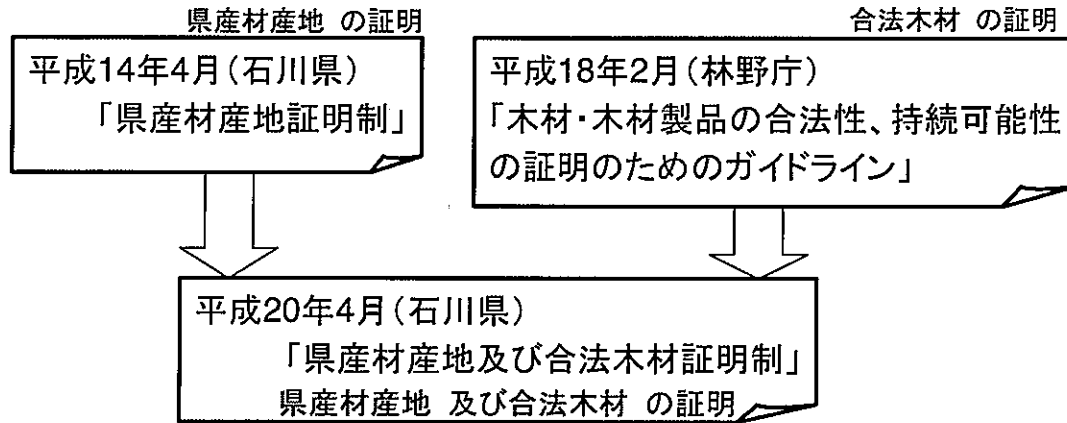 県産材産地 の証明
平成14年4月(石川県)
「県産材産地証明制」
合法木材 の証明
平成18年2月(林野庁)
「木材・木材製品の合法性、持続可能性
の証明のためのガイドライン」
平成20年4月(石川県)
「県産材産地及び合法木材証明制」
県産材産地 及び合法木材 の証明